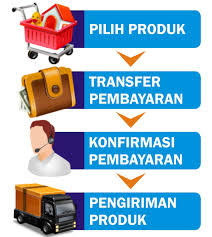 PILIH PRODUK
TRANSFER
PEMBAYARAN
KONFIRMASI
PEMBAYARAN
PENGIRIMAN
PRODUK